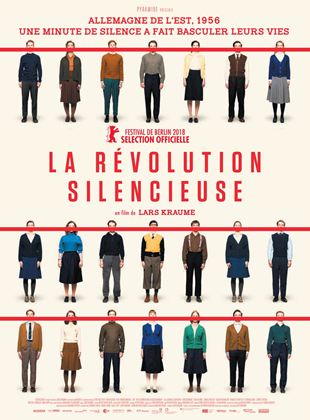 PYRAMIDE PRÉSENTE
ALLEMAGNE DE L'EST, 1956
UNE MINUTE DE SILENCE A FAIT BASCULER LEURS VIES
FESTIVAL DE BERLIN 2018
SELECTION OFFICIELLE
LA RÉVOLUTION
SILENCIEUSE
un film de LARS KRAUME